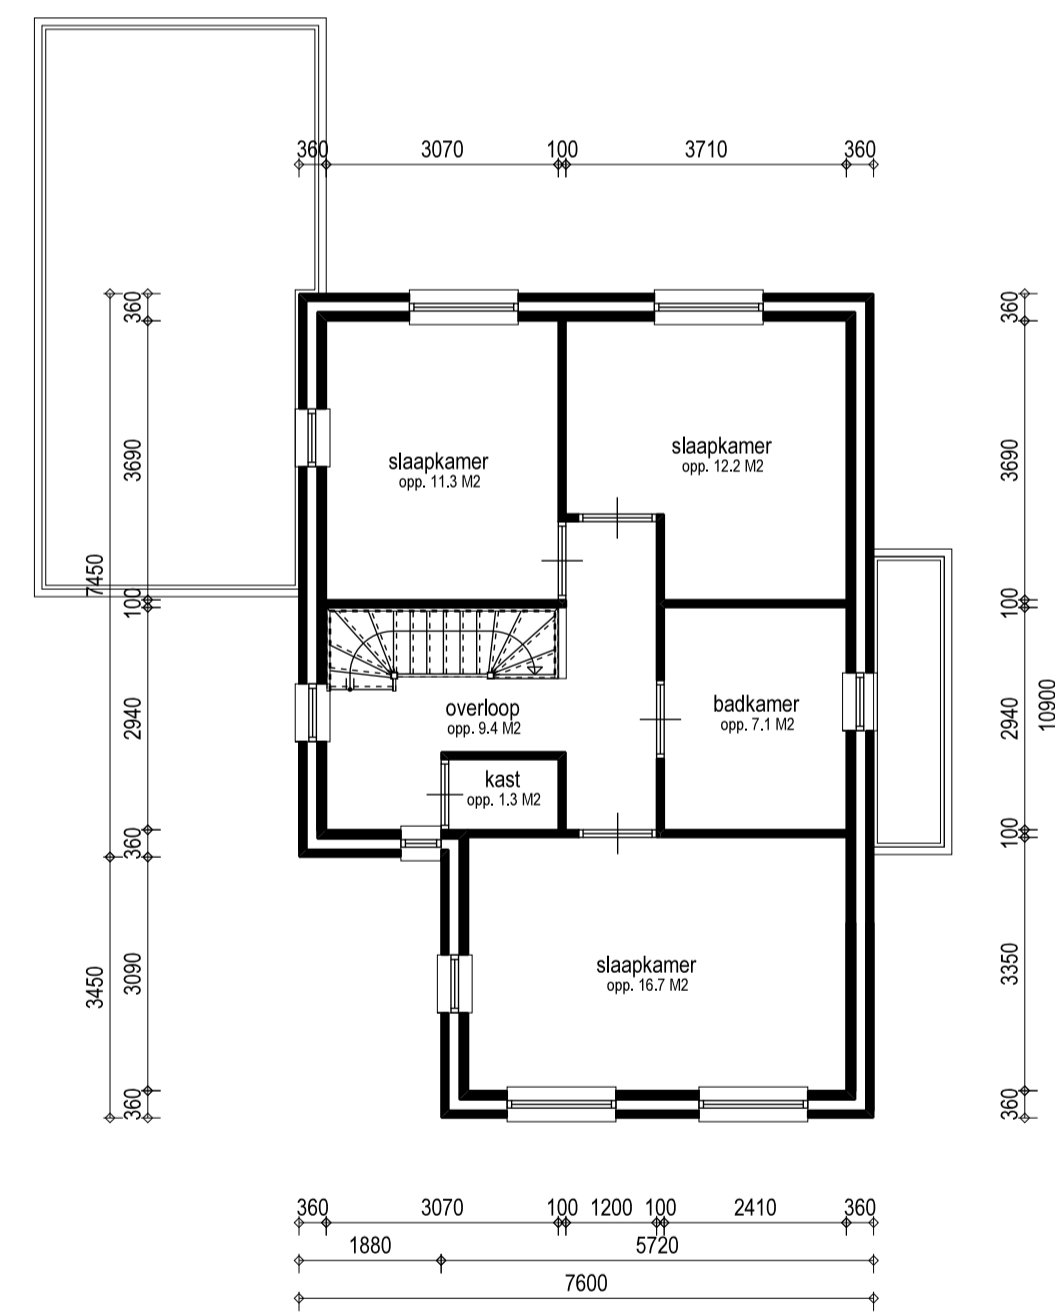 360 3070 100 3710 360
360
360
3690
3690
slaapkamer
opp. 11.3 M2
slaapkamer
opp. 12.2 M2
7450
100
100
2940
2940
10900
overloop
opp. 9.4 M2
badkamer
opp. 7.1 M2
kast
opp. 1.3 M2
360
100
3450
3090
3350
slaapkamer
opp. 16.7 M2
360
360
360 3070 100 1200 100 2410 360
1880 5720
7600